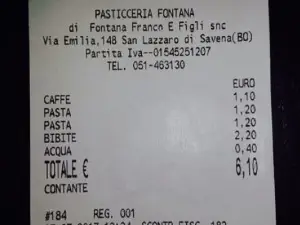 PASTICCERIA FONTANA
di Fontana Franco E Figli snc
Via Emilia,148 San Lazzaro di Savena(BO)
Partita Iva--01545251207
TEL. 051-463130
EURO
CAFFE 1,10
PASTA 1,20
PASTA 1,20
BIBITE 2,20
ACQUA 0,40
TOTALE € 6,10
CONTANTE
#184 REG. 001